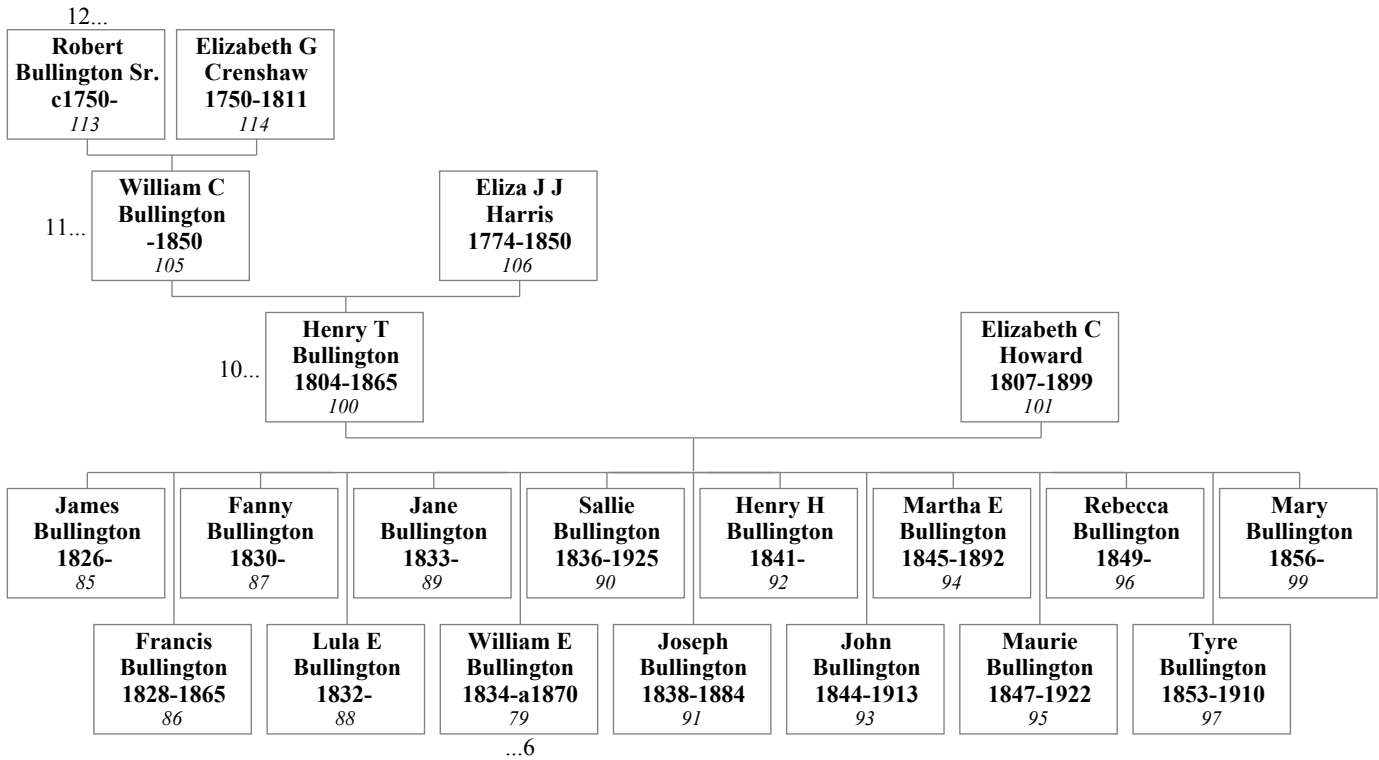 12...
Robert
Bullington Sr.
c1750-
113
Elizabeth G
Crenshaw
1750-1811
114
11...
William C
Bullington
-1850
105
Eliza J J
Harris
1774-1850
106
10...
Henry T
Bullington
1804-1865
100
Elizabeth C
Howard
1807-1899
101
James
Bullington
1826-
85
Fanny
Bullington
1830-
87
Jane
Bullington
1833-
89
Sallie
Bullington
1836-1925
90
Henry H
Bullington
1841-
92
Martha E
Bullington
1845-1892
94
Rebecca
Bullington
1849-
96
Mary
Bullington
1856-
99
Francis
Bullington
1828-1865
86
Lula E
Bullington
1832-
88
William E
Bullington
1834-a1870
79
Joseph
Bullington
1838-1884
91
John
Bullington
1844-1913
93
Maurie
Bullington
1847-1922
95
Tyre
Bullington
1853-1910
97
...6